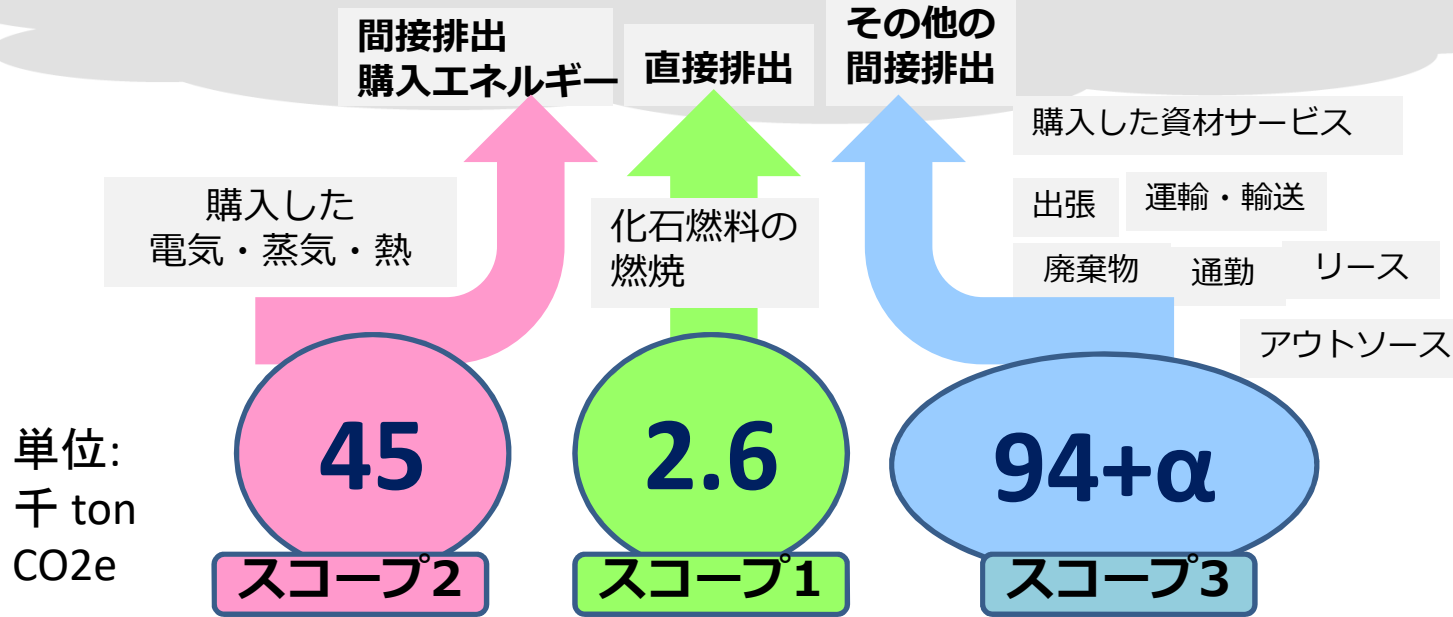 間接排出
購入エネルギー
直接排出
その他の
間接排出
購入した
電気・蒸気・熱
化石燃料の
燃焼
購入した資材サービス
出張
運輸・輸送
廃棄物
通勤
リース
アウトソース
単位:
千 ton
CO2e
45
2.6
94+α
スコープ2
スコープ1
スコープ3